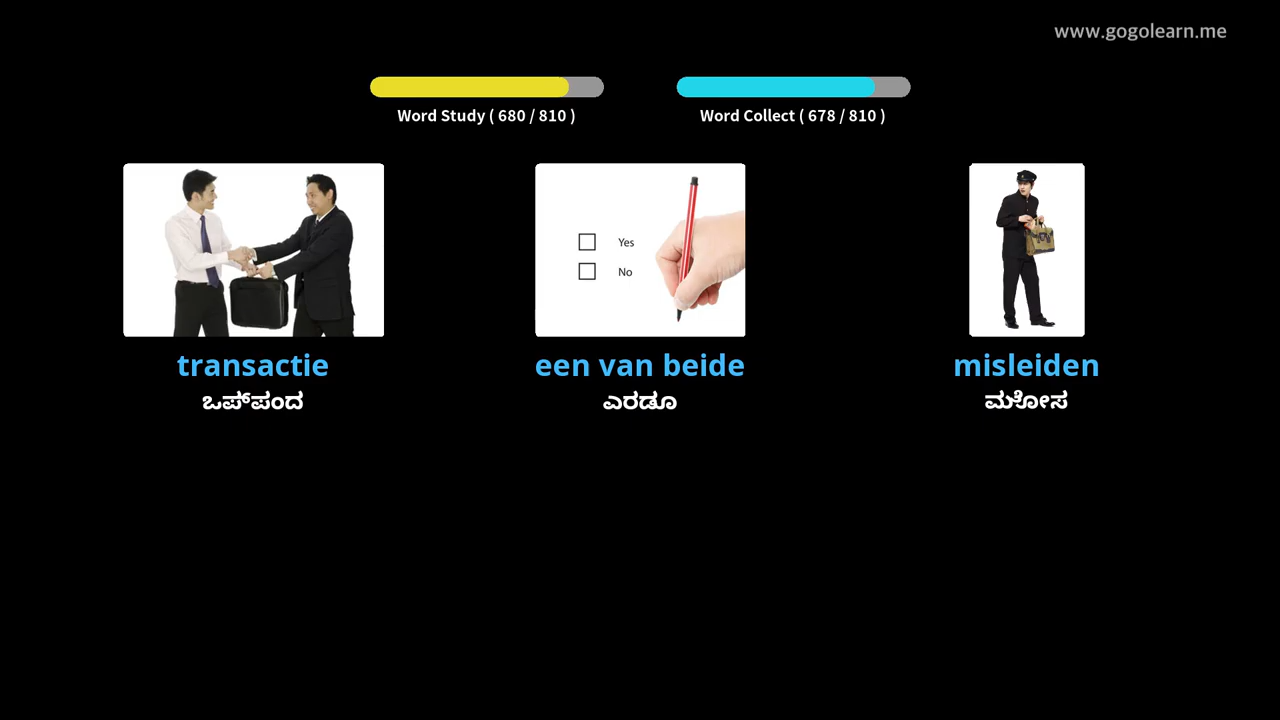 www.gogolearn.me
Word Study ( 680 / 810 )
Word Collect ( 678 / 810 )
Yes
No
transactie
een van beide
misleiden
ಒಪ್ಪಂದ
ಎರಡೂ
ಮೋಸ